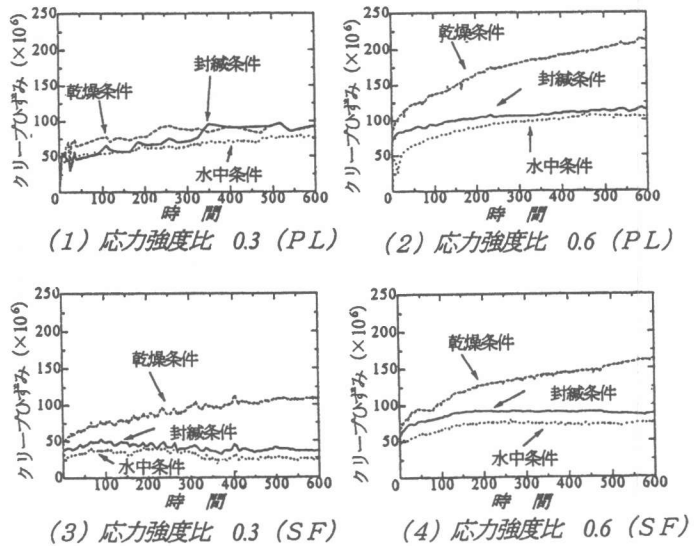 250
200
150
100
50
クリープひずみ (×10⁶)
乾燥条件
封緘条件
水中条件
100 200 300 400 500 600
時 間
(1) 応力強度比 0.3 (PL)
250
200
150
100
50
クリープひずみ (×10⁶)
乾燥条件
封緘条件
水中条件
0 100 200 300 400 500 600
時 間
(2) 応力強度比 0.6 (PL)
250
200
150
100
50
0
クリープひずみ (×10⁶)
乾燥条件
封緘条件
水中条件
0 100 200 300 400 500 600
時 間
(3) 応力強度比 0.3 (SF)
250
200
150
100
50
0
クリープひずみ (×10⁶)
乾燥条件
封緘条件
水中条件
0 100 200 300 400 500 600
時 間
(4) 応力強度比 0.6 (SF)